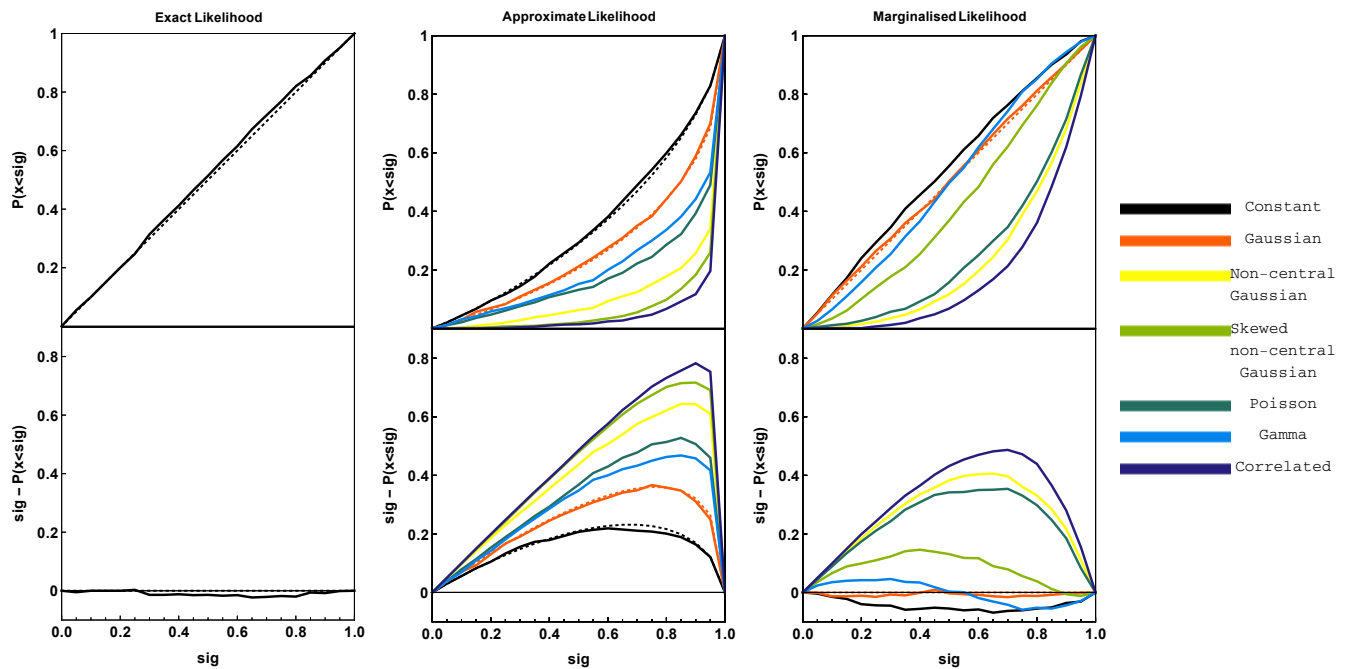 Exact Likelihood
Approximate Likelihood
Marginalised Likelihood
P(x<sig)
1
0.8
0.6
0.4
0.2
sig − P(x<sig)
0.8
0.6
0.4
0.2
0
0.0 0.2 0.4 0.6 0.8 1.0
sig
P(x<sig)
1
0.8
0.6
0.4
0.2
sig − P(x<sig)
0.8
0.6
0.4
0.2
0
0.0 0.2 0.4 0.6 0.8 1.0
sig
P(x<sig)
1
0.8
0.6
0.4
0.2
sig − P(x<sig)
0.8
0.6
0.4
0.2
0
0.0 0.2 0.4 0.6 0.8 1.0
sig
Constant
Gaussian
Non-central
Gaussian
Skewed
non-central
Gaussian
Poisson
Gamma
Correlated